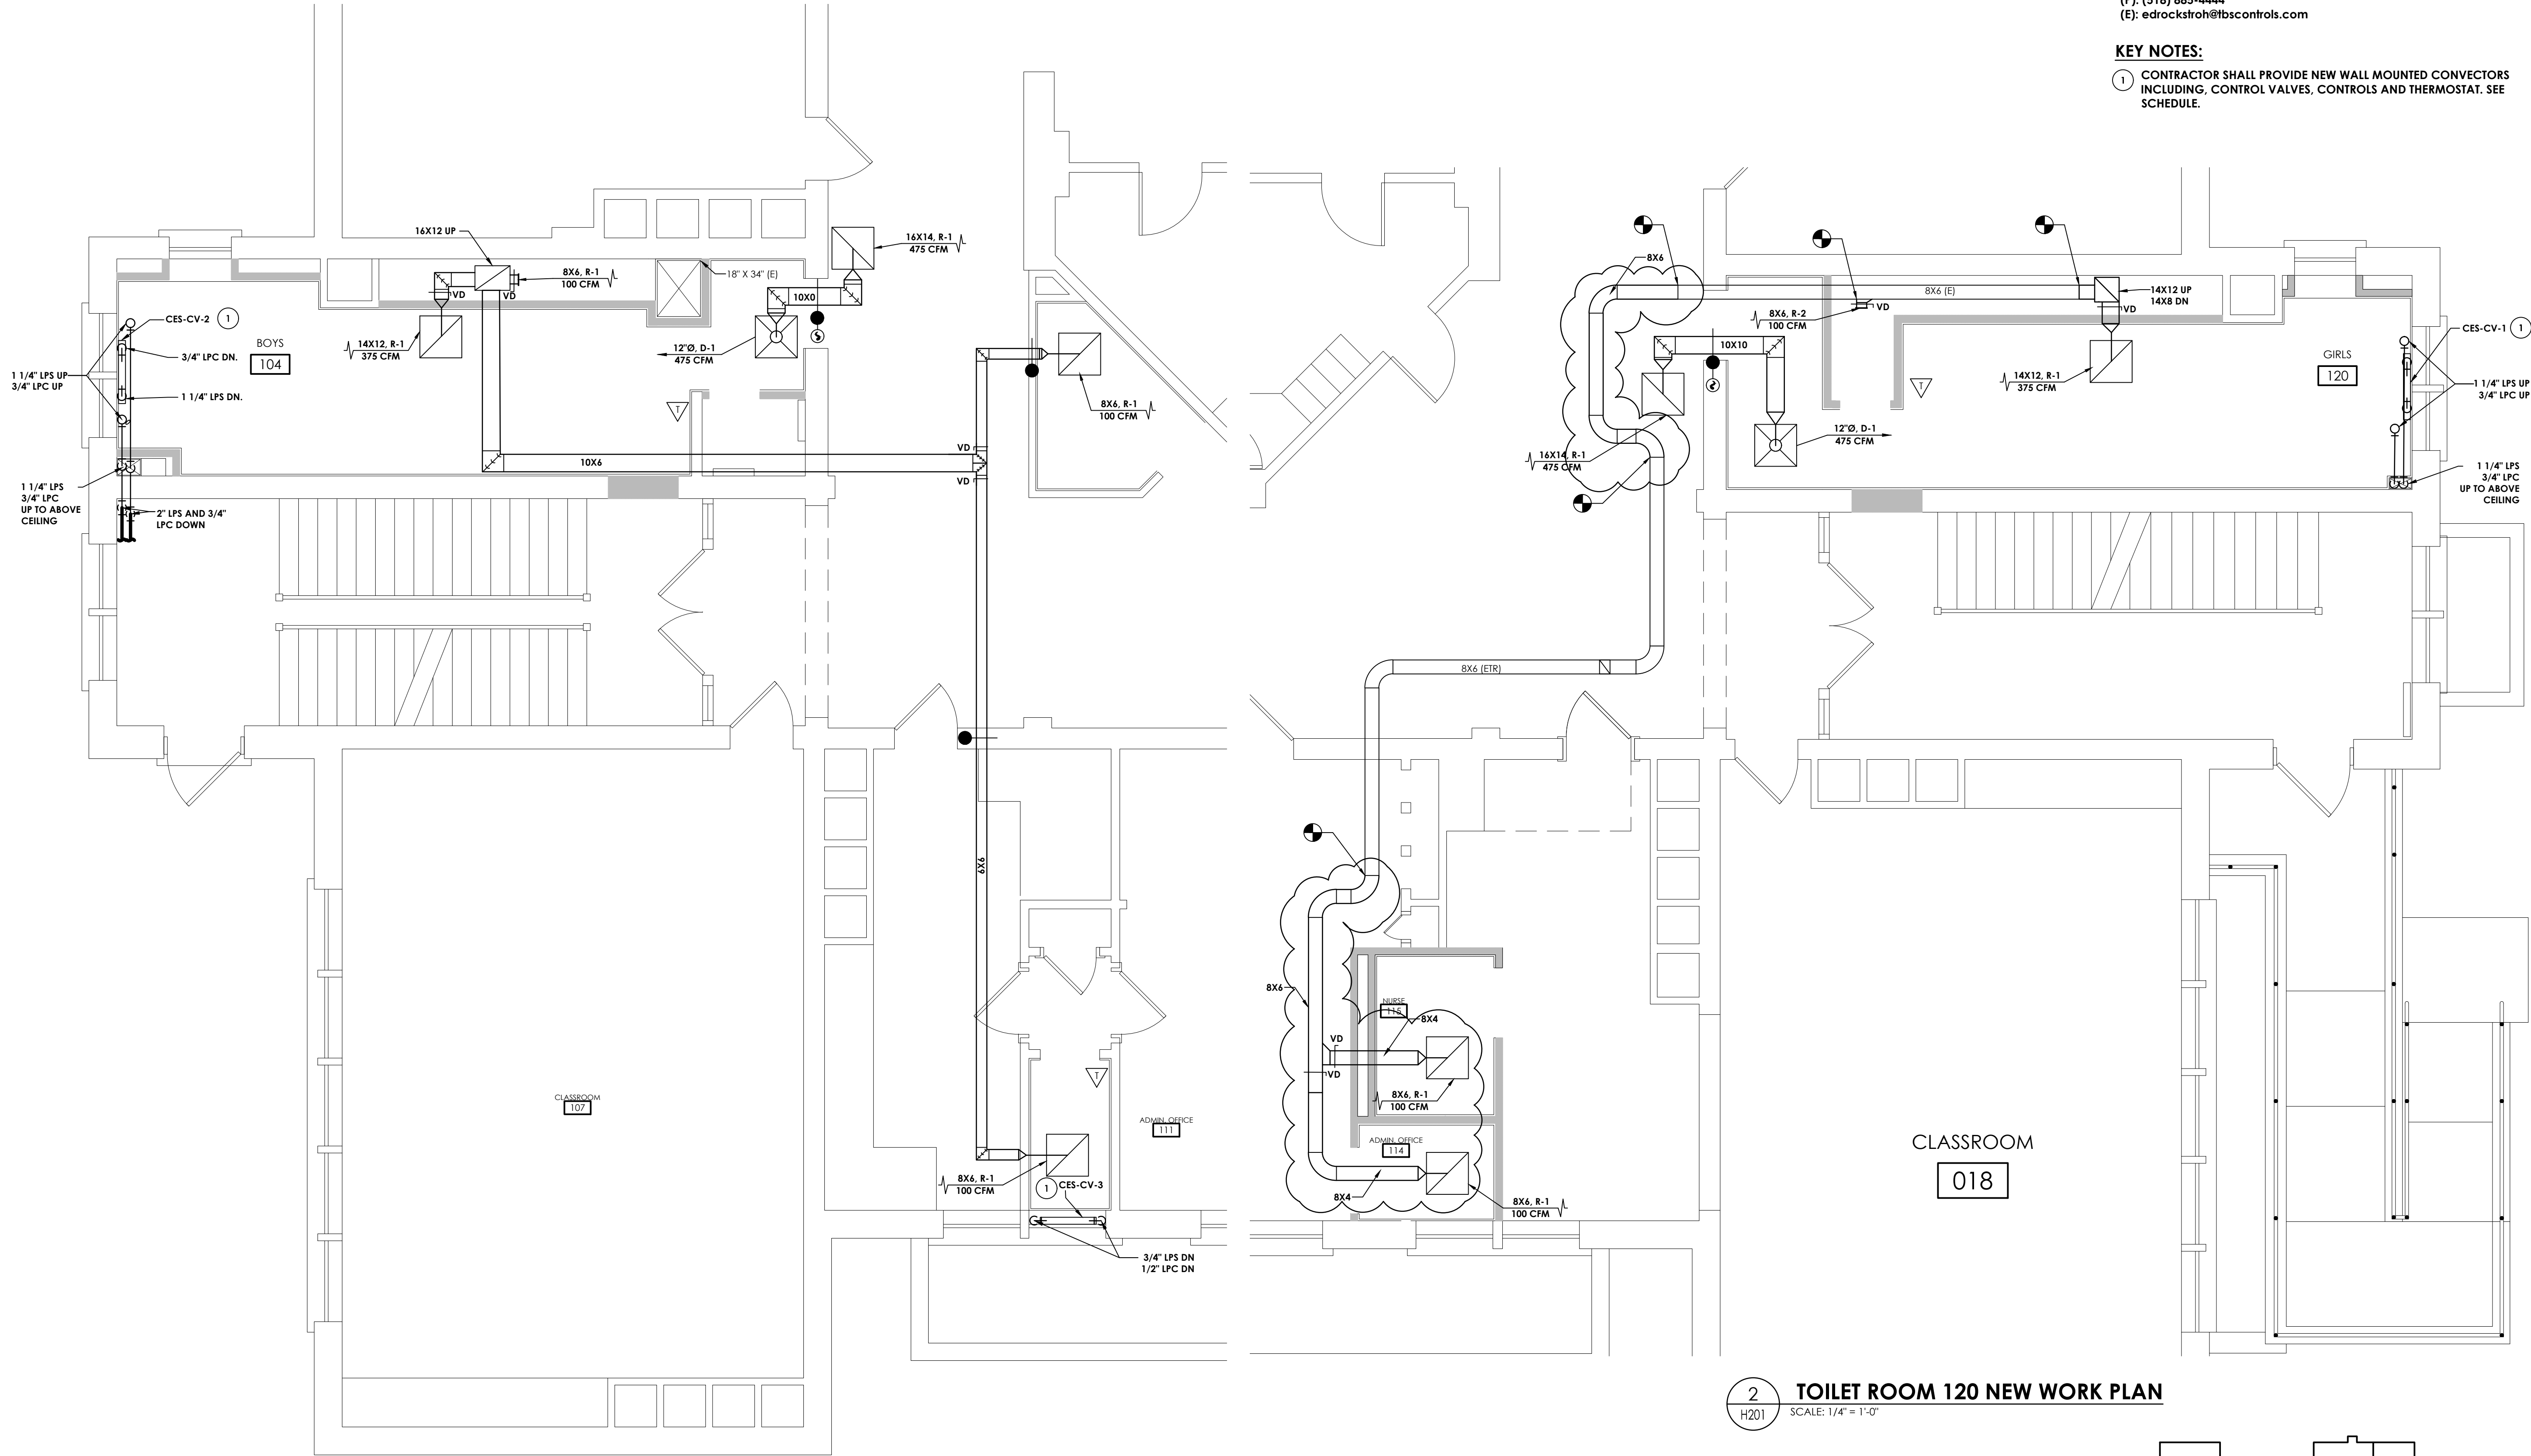 (E): edrockstroh@tbscontrols.com
KEY NOTES:
1 CONTRACTOR SHALL PROVIDE NEW WALL MOUNTED CONVECTORS
INCLUDING, CONTROL VALVES, CONTROLS AND THERMOSTAT. SEE
SCHEDULE.
16X12 UP
8X6, R-1
100 CFM
VD
VD
18" X 34" (E)
16X14, R-1
475 CFM
10X0
CES-CV-2 1
3/4" LPC DN.
BOYS
104
14X12, R-1
375 CFM
12"Ø, D-1
475 CFM
1 1/4" LPS UP
3/4" LPC UP
1 1/4" LPS DN.
T
8X6, R-1
100 CFM
VD
10X6
VD
1 1/4" LPS
3/4" LPC
UP TO ABOVE
CEILING
2" LPS AND 3/4"
LPC DOWN
6X6
CLASSROOM
107
T
ADMIN. OFFICE
111
8X6, R-1
100 CFM
1 CES-CV-3
3/4" LPS DN
1/2" LPC DN
8X6
8X6 (E)
14X12 UP
14X8 DN
VD
VD
8X6, R-2
100 CFM
10X10
CES-CV-1 1
GIRLS
120
14X12, R-1
375 CFM
T
1 1/4" LPS UP
3/4" LPC UP
12"Ø, D-1
475 CFM
16X14, R-1
475 CFM
1 1/4" LPS
3/4" LPC
UP TO ABOVE
CEILING
8X6 (ETR)
8X6
NURSE
115
8X4
VD
VD
8X6, R-1
100 CFM
ADMIN. OFFICE
114
8X4
8X6, R-1
100 CFM
CLASSROOM
018
2
H201
TOILET ROOM 120 NEW WORK PLAN
SCALE: 1/4" = 1'-0"